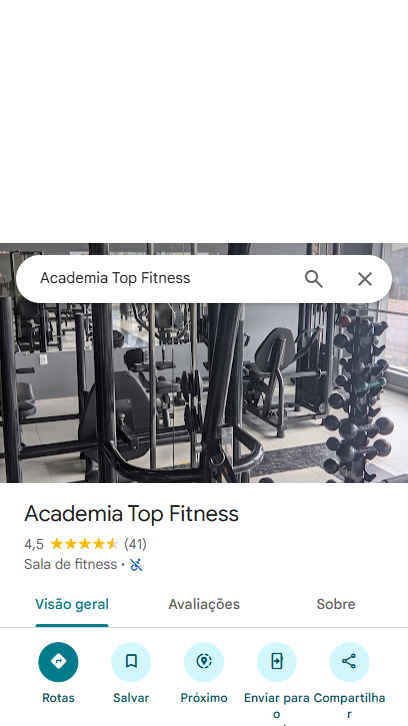 Academia Top Fitness
Academia Top Fitness
4,5 (41)
Sala de fitness ·
Visão geral Avaliações Sobre
Rotas Salvar Próximo Enviar para o Compartilhar